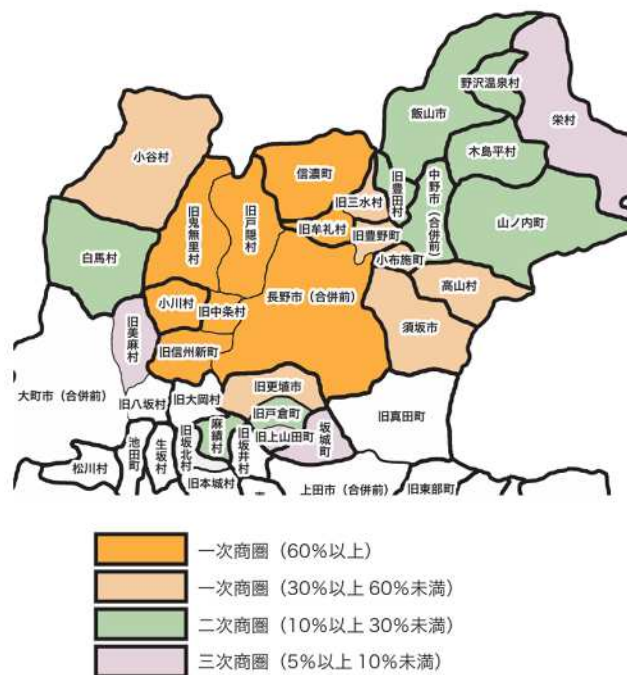 野沢温泉村
飯山市
栄村
小谷村
木島平村
信濃町
旧豊田村
中野市(合併前)
旧三水村
旧鬼無里村
旧戸隠村
山ノ内町
旧牟礼村
旧豊野町
白馬村
小布施町
高山村
小川村
旧中条村
長野市(合併前)
須坂市
旧美麻村
旧信州新町
大町市(合併前)
旧八坂村
旧大岡村
旧更埴市
旧戸倉町
旧真田町
池田町
生坂村
旧坂北村
麻績村
旧坂井村
旧上山田町
坂城町
松川村
旧本城村
上田市(合併前)
旧東部町
一次商圏(60%以上)
一次商圏(30%以上 60%未満)
二次商圏(10%以上 30%未満)
三次商圏(5%以上 10%未満)